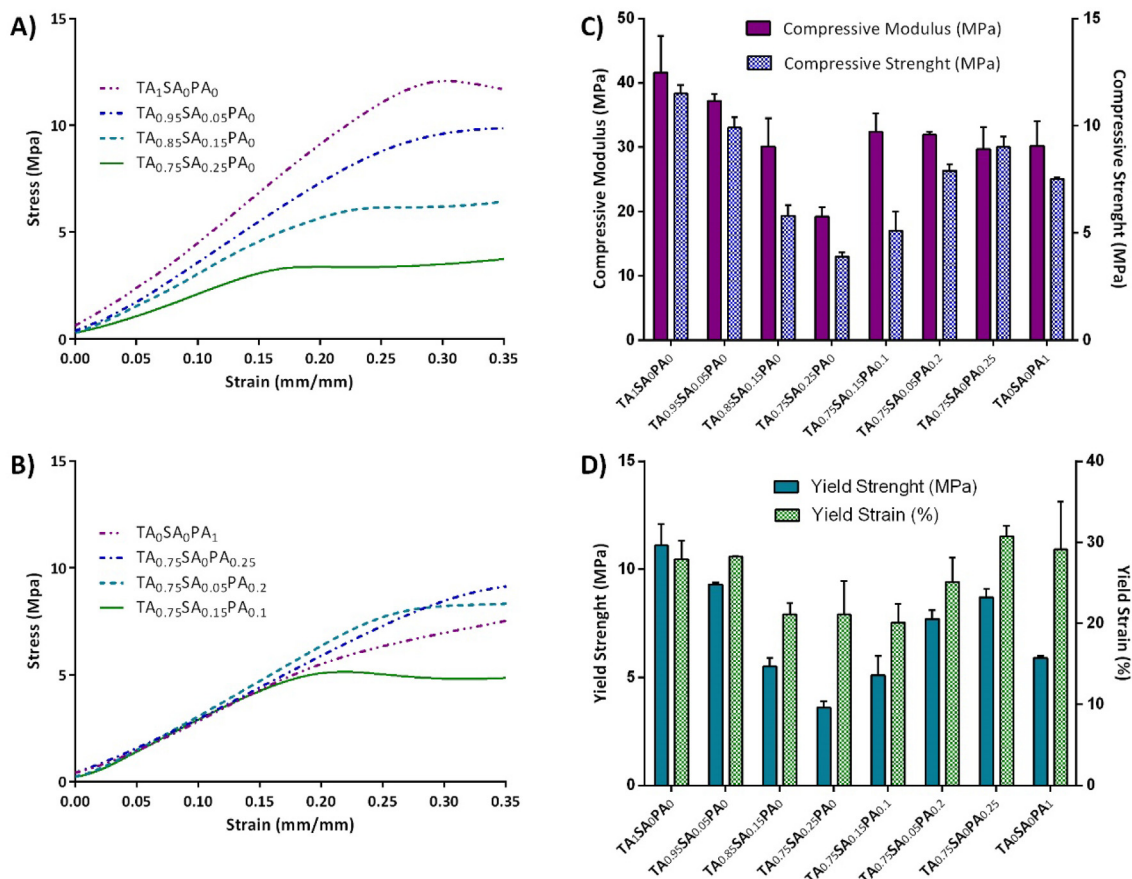 A)
15
10
5
0
Stress (Mpa)
TA1SA0PA0
TA0.95SA0.05PA0
TA0.85SA0.15PA0
TA0.75SA0.25PA0
0.00 0.05 0.10 0.15 0.20 0.25 0.30 0.35
Strain (mm/mm)
B)
15
10
5
0
Stress (Mpa)
TA0SA0PA1
TA0.75SA0PA0.25
TA0.75SA0.05PA0.2
TA0.75SA0.15PA0.1
0.00 0.05 0.10 0.15 0.20 0.25 0.30 0.35
Strain (mm/mm)
C)
Compressive Modulus (MPa)
Compressive Strenght (MPa)
50
40
30
20
10
0
Compressive Modulus (MPa)
15
10
5
0
Compressive Strenght (MPa)
TA1SA0PA0
TA0.95SA0.05PA0
TA0.85SA0.15PA0
TA0.75SA0.25PA0
TA0.75SA0.15PA0.1
TA0.75SA0.05PA0.2
TA0.75SA0PA0.25
TA0SA0PA1
D)
Yield Strenght (MPa)
Yield Strain (%)
15
10
5
0
Yield Strenght (MPa)
40
30
20
10
0
Yield Strain (%)
TA1SA0PA0
TA0.95SA0.05PA0
TA0.85SA0.15PA0
TA0.75SA0.25PA0
TA0.75SA0.15PA0.1
TA0.75SA0.05PA0.2
TA0.75SA0PA0.25
TA0SA0PA1